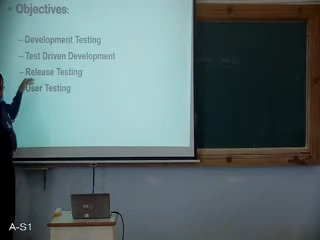 • Objectives:
– Development Testing
– Test Driven Development
– Release Testing
User Testing
A-S1